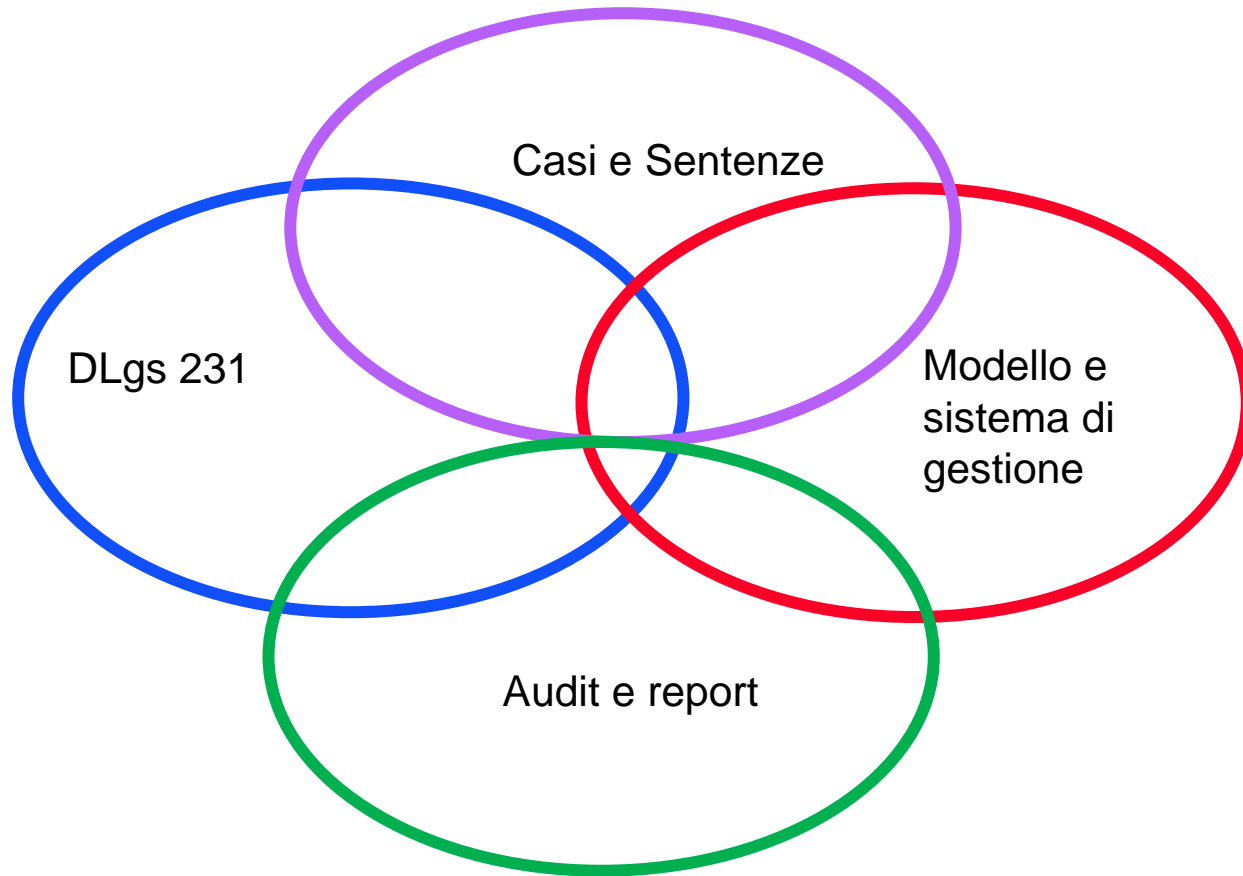 Casi e Sentenze
DLgs 231
Modello e
sistema di
gestione
Audit e report